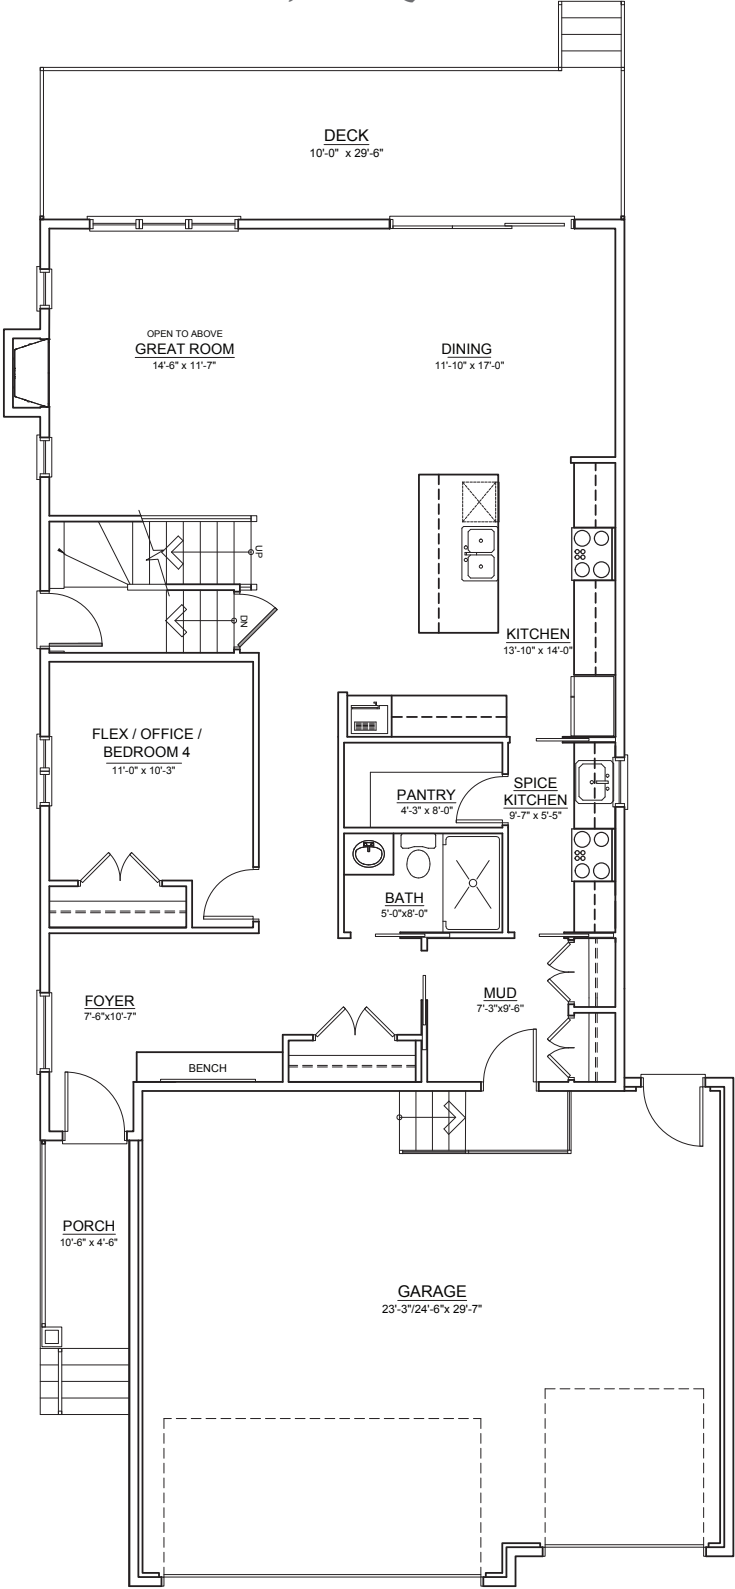 DECK
10'-0" x 29'-6"
OPEN TO ABOVE
GREAT ROOM
14'-6" x 11'-7"
DINING
11'-10" x 17'-0"
UP
DN
KITCHEN
13'-10" x 14'-0"
FLEX / OFFICE /
BEDROOM 4
11'-0" x 10'-3"
PANTRY
4'-3" x 8'-0"
SPICE
KITCHEN
9'-7" x 5'-5"
BATH
5'-0"x8'-0"
FOYER
7'-6"x10'-7"
MUD
7'-3"x9'-6"
BENCH
PORCH
10'-6" x 4'-6"
GARAGE
23'-3"/24'-6"x 29'-7"